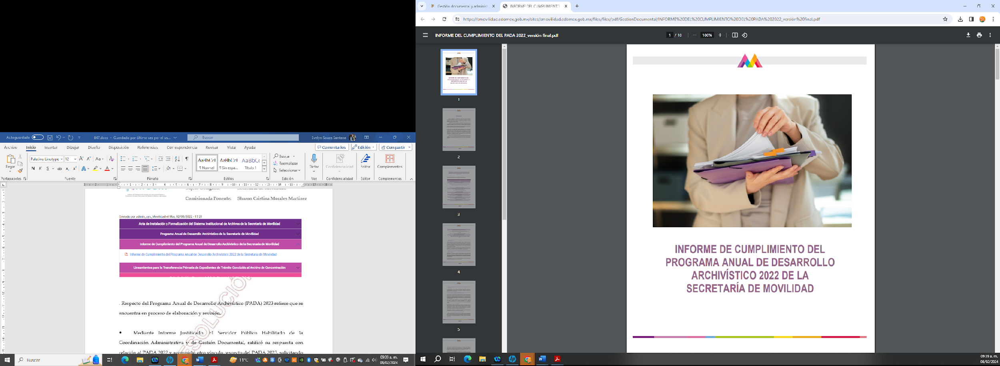 Autoguardado
847.docx - Guardado por última vez por el us...
Buscar
Evelyn Souza Santana
Archivo Inicio Insertar Dibujar Diseño Disposición Referencias Correspondencia Revisar Vista Ayuda
Comentarios Edición Compartir
Pegar
Palatino Linotype 12
N K S ab x, x²
AaBbCcI AaBbCcI AaBbCc
¶ Normal ¶ Sin espa... Título 1
Buscar
Reemplazar
Seleccionar
Dictar Confidencialidad Editor Complementos
Portapapeles Fuente Párrafo Estilos Edición Voz Confidencialidad Editor Complementos
Comisionada Ponente: Sharon Cristina Morales Martínez
Enviado por admin_sys_Movilidad el Mar, 02/08/2022 - 17:21
Acta de Instalación y Formalización del Sistema Institucional de Archivos de la Secretaría de Movilidad
Programa Anual de Desarrollo Archivístico de la Secretaría de Movilidad
Informe de Cumplimiento del Programa Anual de Desarrollo Archivístico de la Secretaría de Movilidad
Informe de Cumplimiento del Programa Anual de Desarrollo Archivístico 2022 de la Secretaría de Movilidad
Lineamientos para la Transferencia Primaria de Expedientes de Trámite Concluido al Archivo de Concentración
. Respecto del Programa Anual de Desarrollo Archivístico (PADA) 2023 refiere que se
encuentra en proceso de elaboración y revisión.
• Mediante Informe Justificado. El Servidor Público Habilitado de la
Coordinación Administrativa y de Gestión Documental, ratificó su respuesta con
relación al PADA 2022 y acompañó otro vínculo respecto del PADA 2023, solicitando
ESOLUCIÓN
Buscar
11°C
09:39 a. m.
08/02/2024
Gestión documental y administ
INFORME DEL CUMPLIMIENTO
https://smovilidad.edomex.gob.mx/sites/smovilidad.edomex.gob.mx/files/files/pdf/GestionDocumental/INFORME%20DEL%20CUMPLIMIENTO%20DEL%20PADA%202022_versión%20final.pdf
INFORME DEL CUMPLIMIENTO DEL PADA 2022_versión final.pdf
1 / 10
100%
1
2
3
4
5
INFORME DE CUMPLIMIENTO DEL
PROGRAMA ANUAL DE DESARROLLO
ARCHIVÍSTICO 2022 DE LA
SECRETARÍA DE MOVILIDAD
09:39 a. m.
08/02/2024